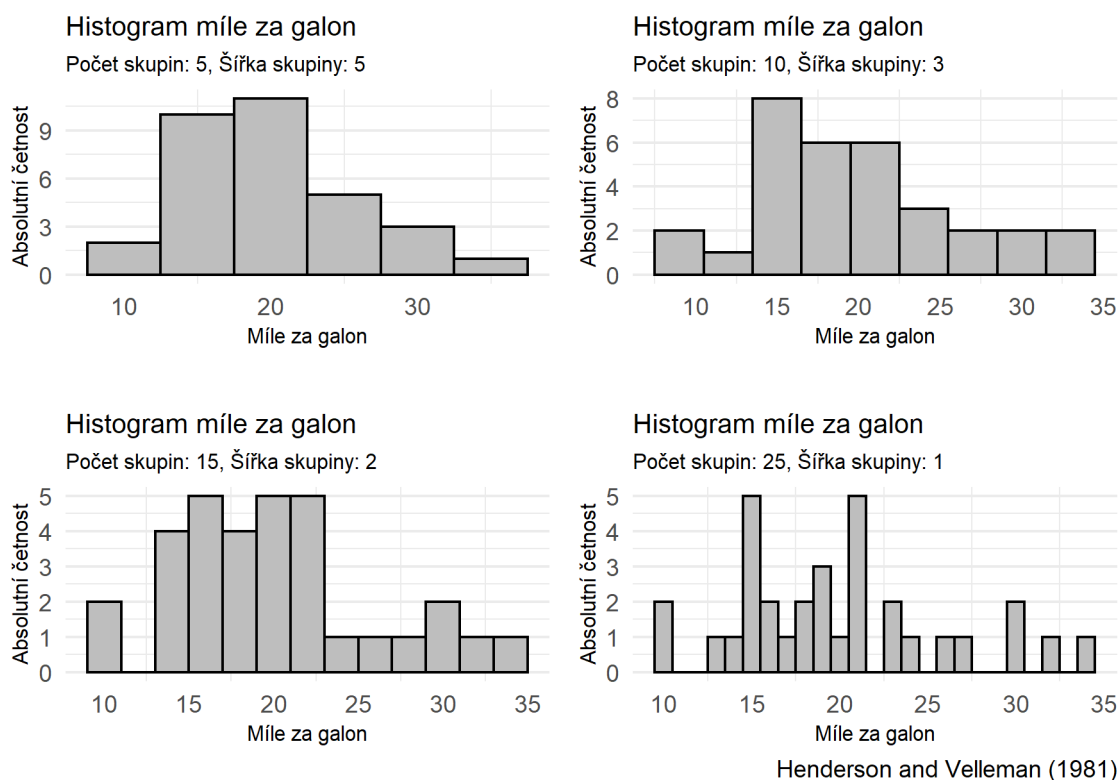 Histogram míle za galon
Počet skupin: 5, Šířka skupiny: 5
Absolutní četnost
9
6
3
0
10 20 30
Míle za galon
Histogram míle za galon
Počet skupin: 10, Šířka skupiny: 3
Absolutní četnost
8
6
4
2
0
10 15 20 25 30 35
Míle za galon
Histogram míle za galon
Počet skupin: 15, Šířka skupiny: 2
Absolutní četnost
5
4
3
2
1
0
10 15 20 25 30 35
Míle za galon
Histogram míle za galon
Počet skupin: 25, Šířka skupiny: 1
Absolutní četnost
5
4
3
2
1
0
10 15 20 25 30 35
Míle za galon
Henderson and Velleman (1981)